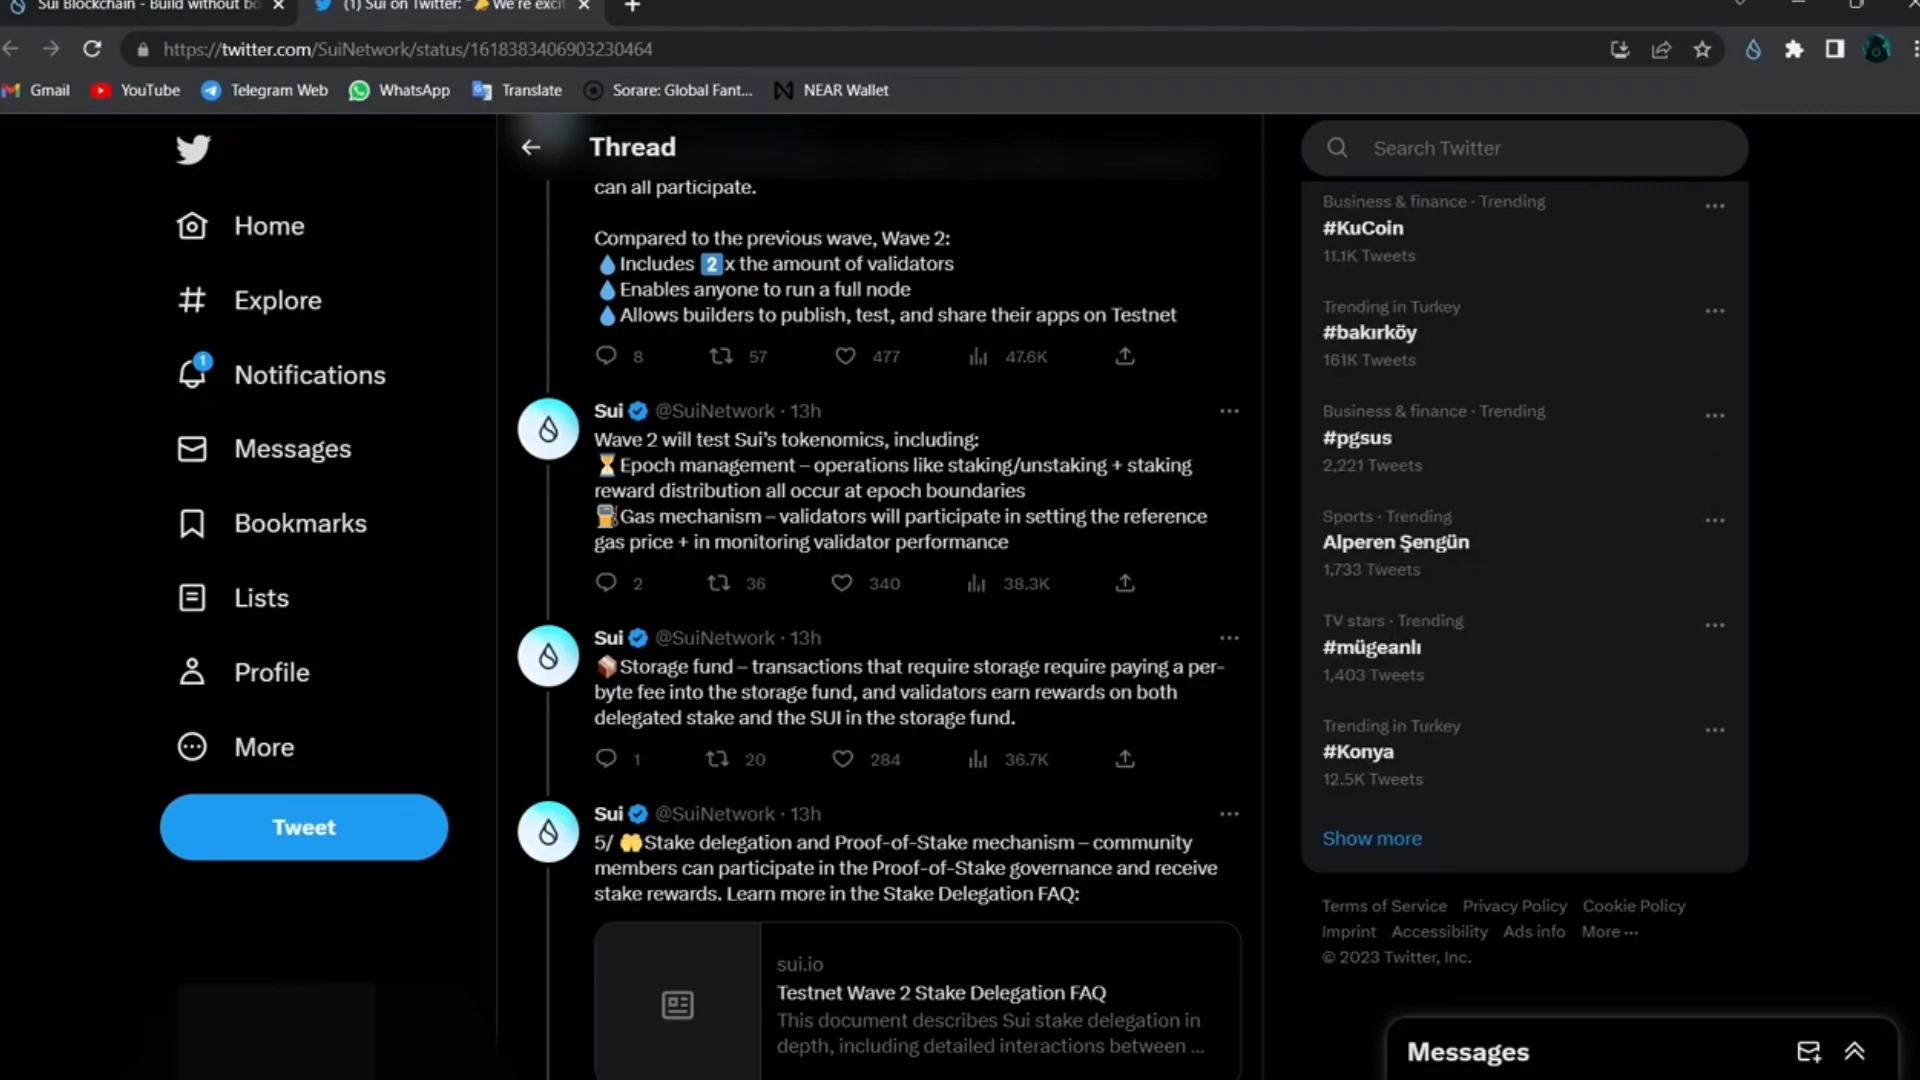 Sui Blockchain - Build without bo
(1) Sui on Twitter: "🔔We're excit
https://twitter.com/SuiNetwork/status/1618383406903230464
Gmail
YouTube
Telegram Web
WhatsApp
Translate
Sorare: Global Fant...
NEAR Wallet
Home
Explore
1
Notifications
Messages
Bookmarks
Lists
Profile
More
Tweet
Thread
can all participate.
Compared to the previous wave, Wave 2:
💧Includes 2️⃣x the amount of validators
💧Enables anyone to run a full node
💧Allows builders to publish, test, and share their apps on Testnet
8 57 477 47.6K
Sui @SuiNetwork · 13h
Wave 2 will test Sui's tokenomics, including:
⏳Epoch management – operations like staking/unstaking + staking
reward distribution all occur at epoch boundaries
⛽Gas mechanism – validators will participate in setting the reference
gas price + in monitoring validator performance
2 36 340 38.3K
Sui @SuiNetwork · 13h
📦Storage fund – transactions that require storage require paying a per-
byte fee into the storage fund, and validators earn rewards on both
delegated stake and the SUI in the storage fund.
1 20 284 36.7K
Sui @SuiNetwork · 13h
5/ 🤲Stake delegation and Proof-of-Stake mechanism – community
members can participate in the Proof-of-Stake governance and receive
stake rewards. Learn more in the Stake Delegation FAQ:
sui.io
Testnet Wave 2 Stake Delegation FAQ
This document describes Sui stake delegation in
depth, including detailed interactions between ...
Search Twitter
Business & finance · Trending
#KuCoin
11.1K Tweets
Trending in Turkey
#bakırköy
161K Tweets
Business & finance · Trending
#pgsus
2,221 Tweets
Sports · Trending
Alperen Şengün
1,733 Tweets
TV stars · Trending
#mügeanlı
1,403 Tweets
Trending in Turkey
#Konya
12.5K Tweets
Show more
Terms of Service Privacy Policy Cookie Policy
Imprint Accessibility Ads info More ···
© 2023 Twitter, Inc.
Messages